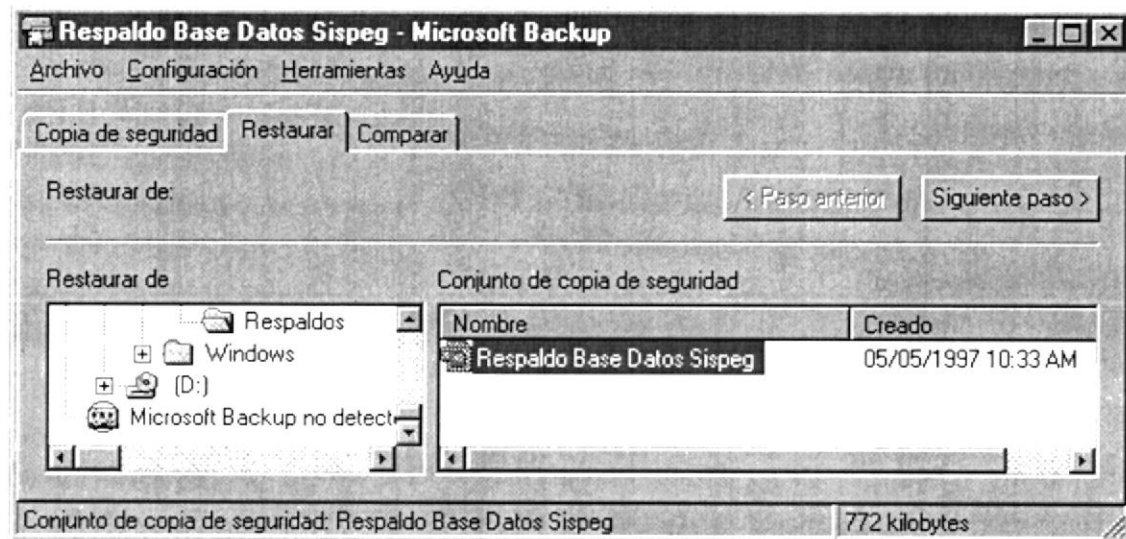 Respaldo Base Datos Sispeg - Microsoft Backup
Archivo Configuración Herramientas Ayuda
Copia de seguridad Restaurar Comparar
Restaurar de:
< Paso anterior Siguiente paso >
Restaurar de
Conjunto de copia de seguridad
Respaldos
Windows
(D:)
Microsoft Backup no detect
Nombre Creado
Respaldo Base Datos Sispeg 05/05/1997 10:33 AM
Conjunto de copia de seguridad: Respaldo Base Datos Sispeg 772 kilobytes